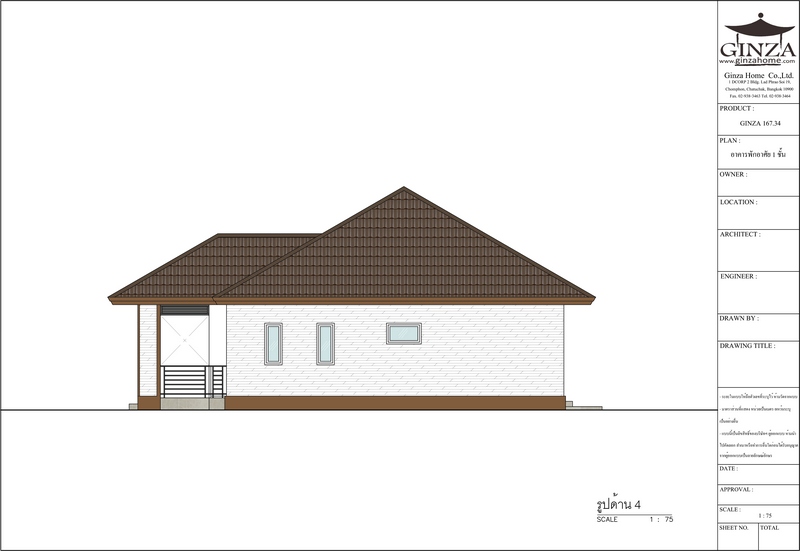 GINZA
www.ginzahome.com
Ginza Home Co.,Ltd.
1 DCORP 2 Bldg. Lad Phrao Soi 19,
Chomphon, Chatuchak, Bangkok 10900
Fax. 02-938-3463 Tel. 02-938-3464
PRODUCT :
GINZA 167.34
PLAN :
อาคารพักอาศัย 1 ชั้น
OWNER :
LOCATION :
ARCHITECT :
ENGINEER :
DRAWN BY :
DRAWING TITLE :
DATE :
APPROVAL :
SCALE :
1 : 75
SHEET NO. TOTAL
รูปด้าน 4
SCALE 1 : 75